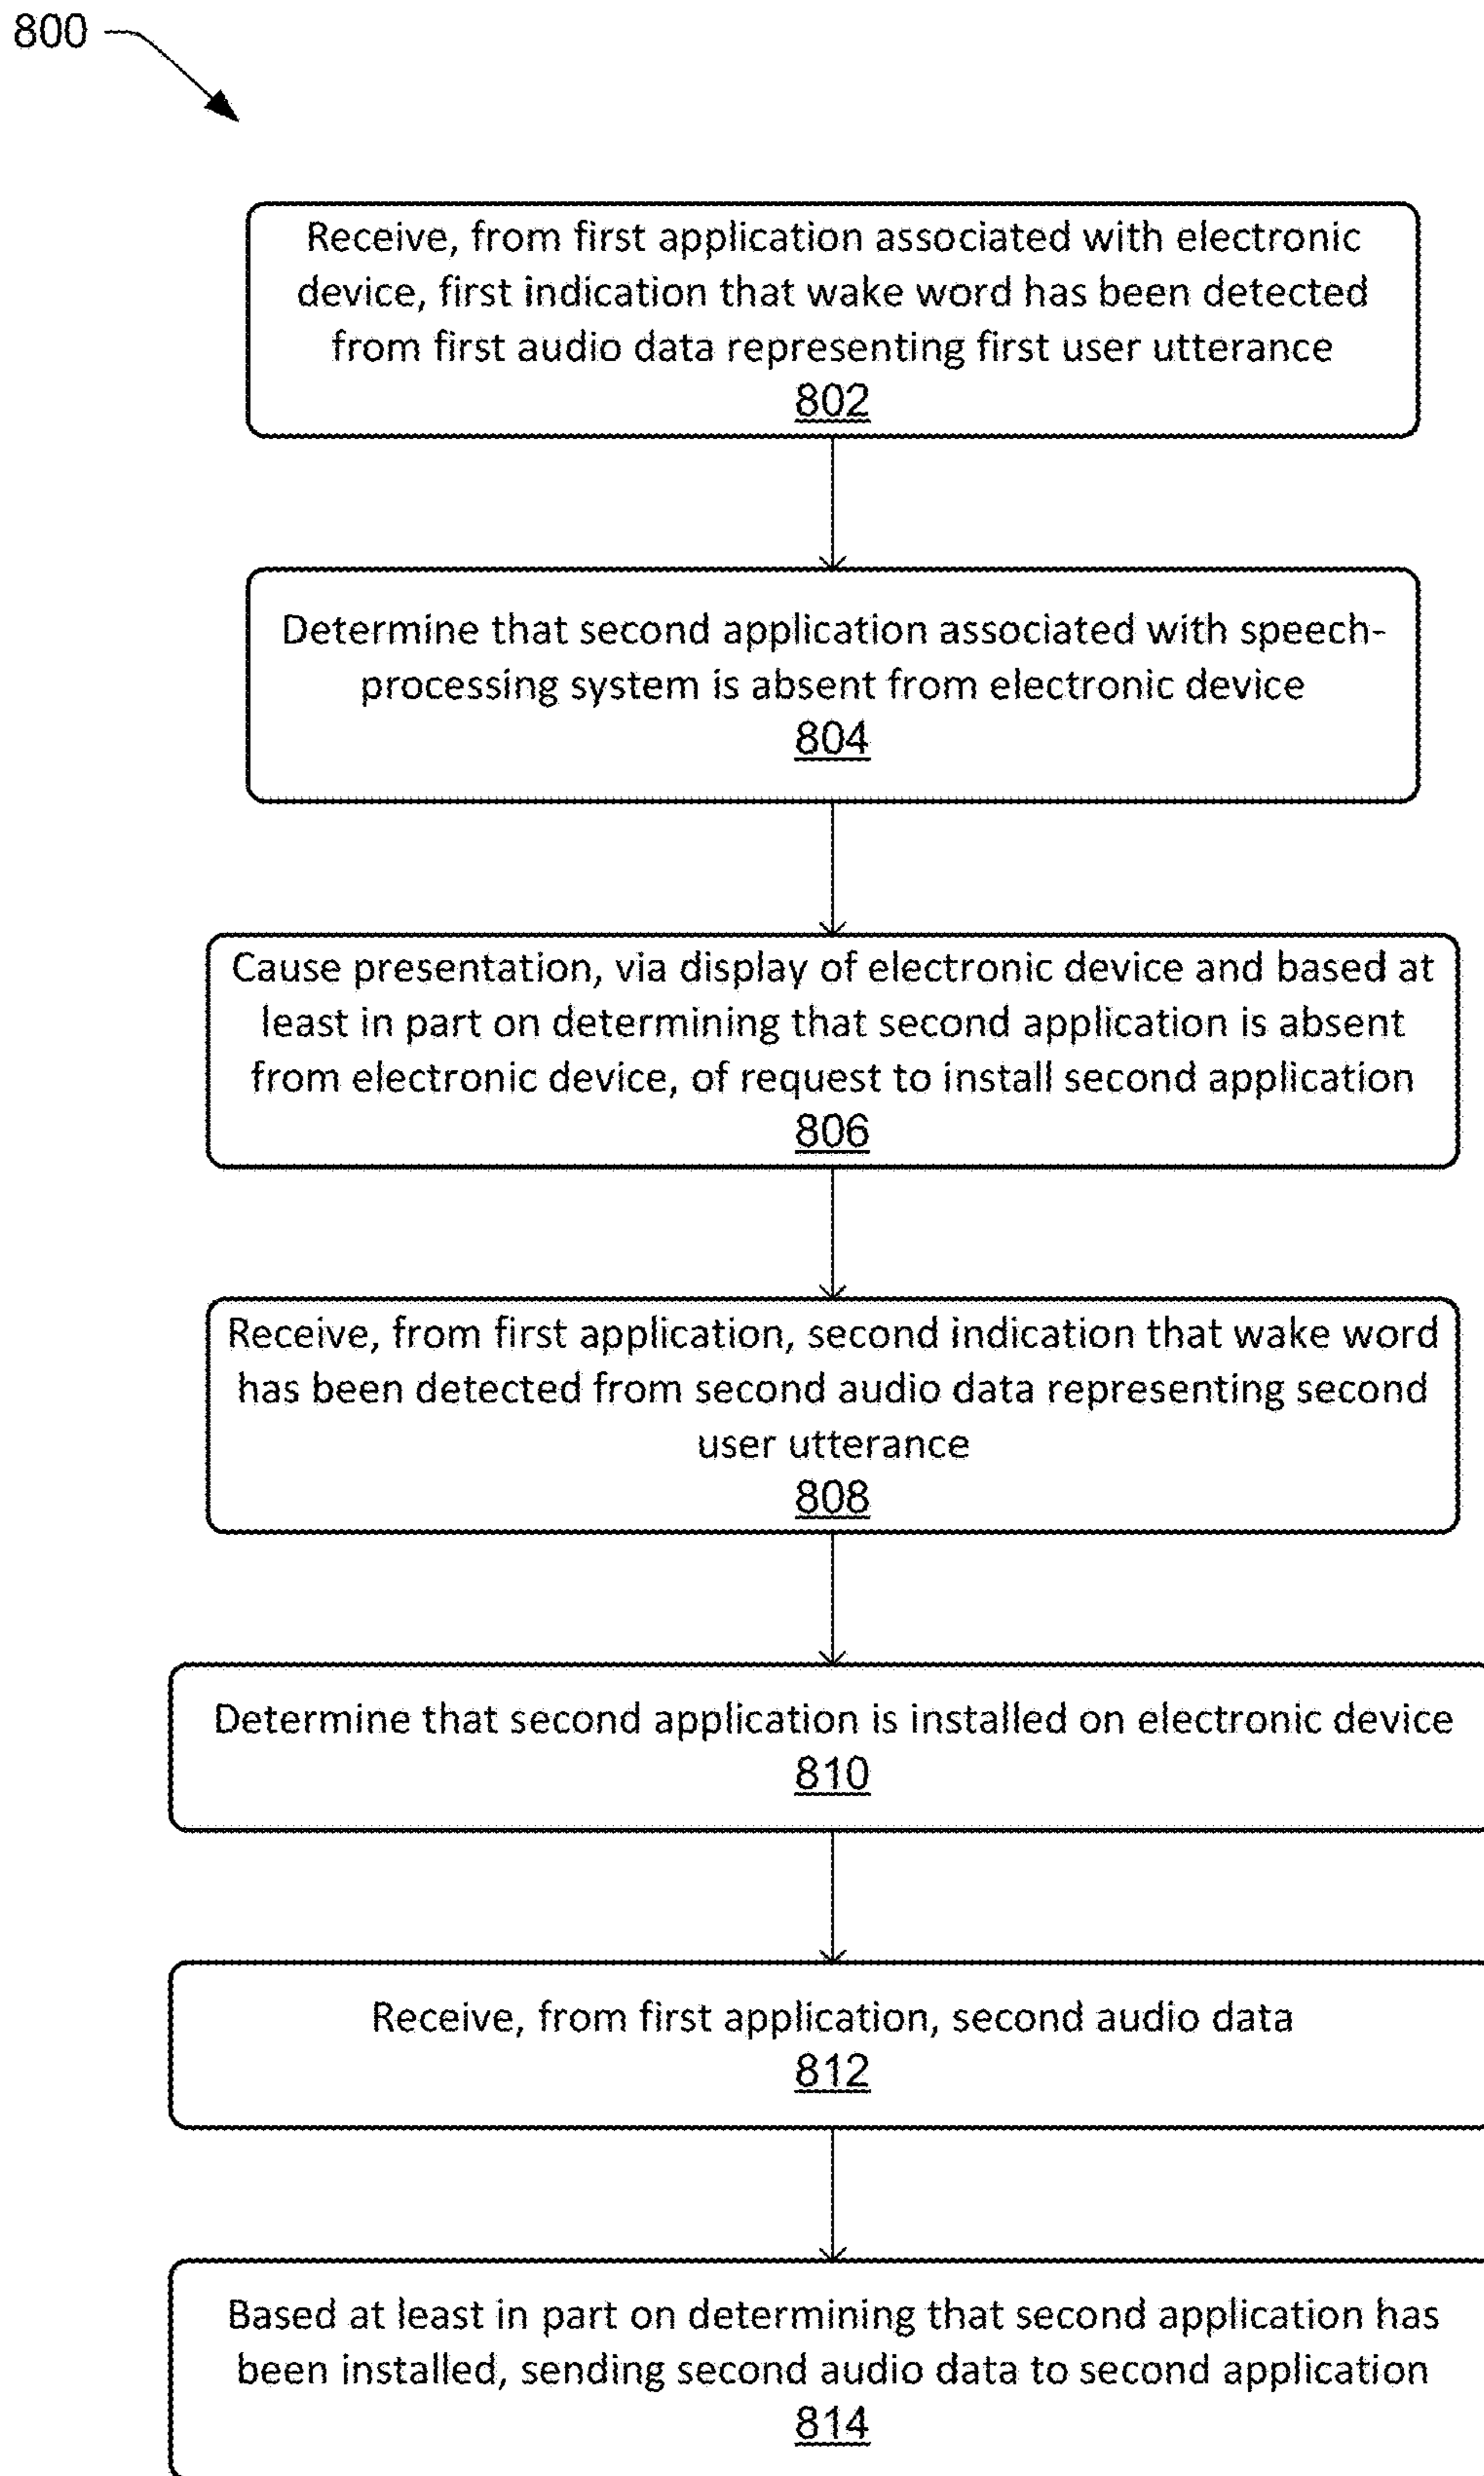 800
Receive, from first application associated with electronic
device, first indication that wake word has been detected
from first audio data representing first user utterance
802
Determine that second application associated with speech-
processing system is absent from electronic device
804
Cause presentation, via display of electronic device and based at
least in part on determining that second application is absent
from electronic device, of request to install second application
806
Receive, from first application, second indication that wake word
has been detected from second audio data representing second
user utterance
808
Determine that second application is installed on electronic device
810
Receive, from first application, second audio data
812
Based at least in part on determining that second application has
been installed, sending second audio data to second application
814